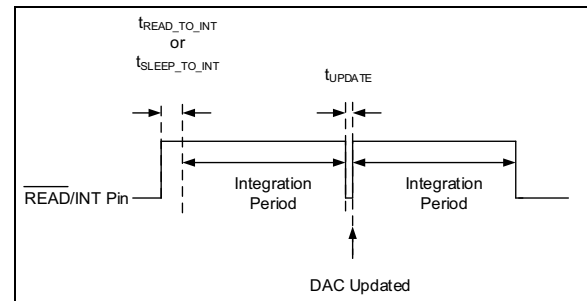 tREAD_TO_INT
or
tSLEEP_TO_INT
tUPDATE
READ/INT Pin
Integration
Period
Integration
Period
DAC Updated